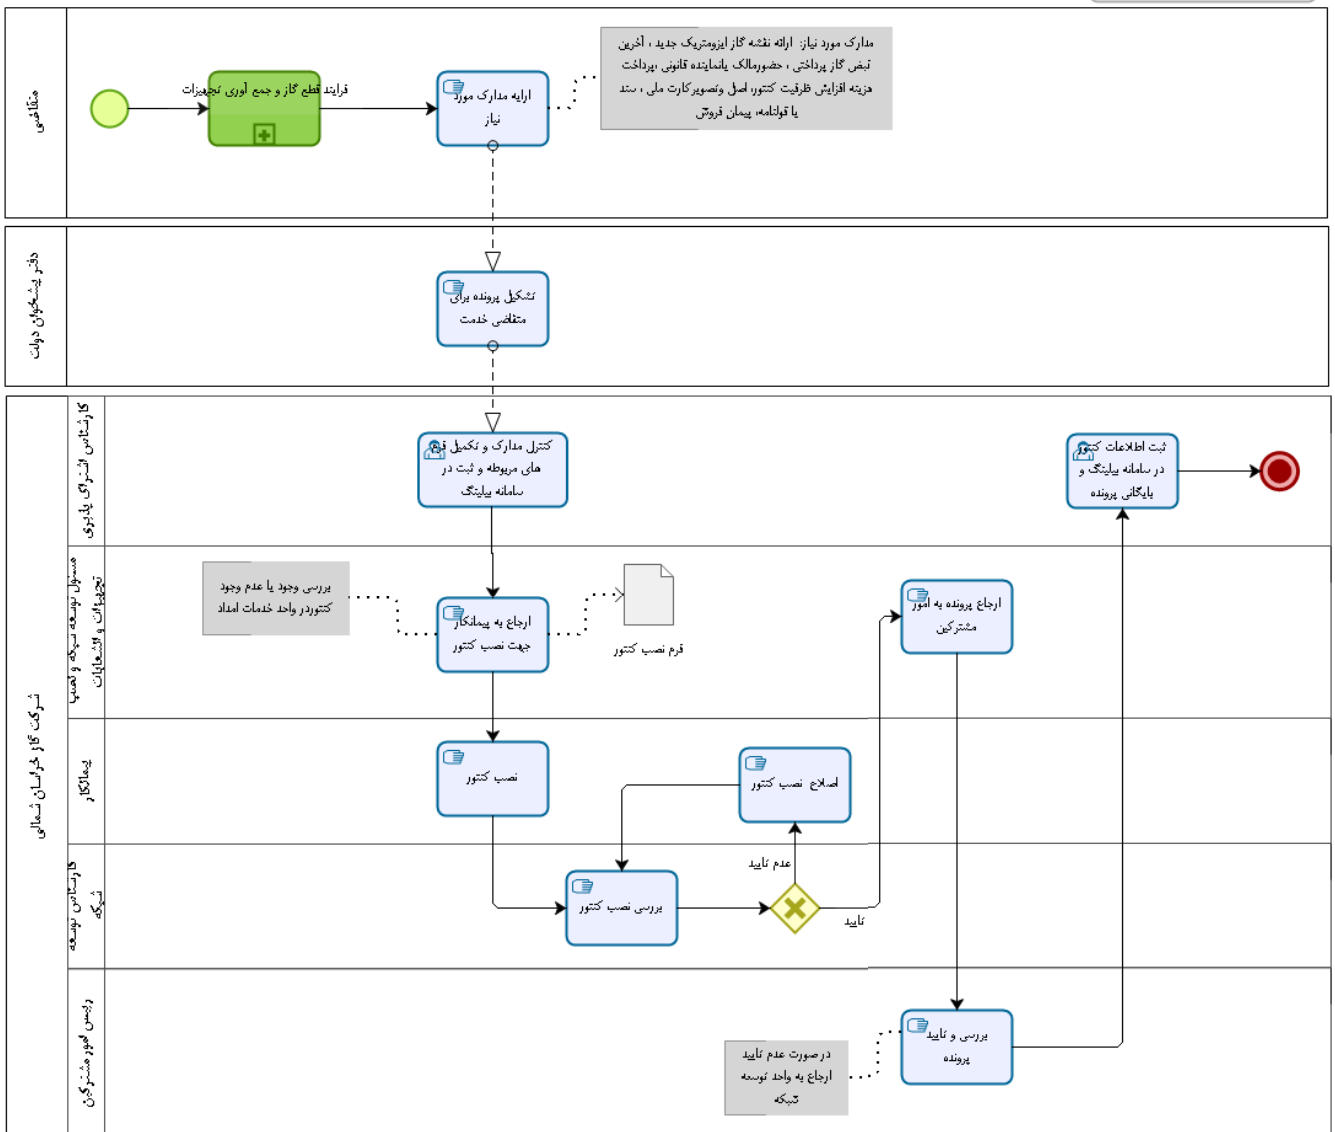 متقاضی
فرایند قطع گاز و جمع آوری تجهیزات
ارایه مدارک مورد
نیاز
مدارک مورد نیاز: ارائه نقشه گاز ایزومتریک جدید ، آخرین
قبض گاز پرداختی ، حضورمالک یانماینده قانونی ،پرداخت
هزینه افزایش ظرفیت کنتور، اصل وتصویرکارت ملی ، سند
یا قولنامه، پیمان فروش
دفتر پیشخوان دولت
تشکیل پرونده برای
متقاضی خدمت
شرکت گاز خراسان شمالی
کارشناس اشتراک پذیری
کنترل مدارک و تکمیل فرم
های مربوطه و ثبت در
سامانه بیلینگ
ثبت اطلاعات کنتور
در سامانه بیلینگ و
بایگانی پرونده
مسئول توسعه شبکه و نصب
تجهیزات و انشعابات
بررسی وجود یا عدم وجود
کنتوردر واحد خدمات امداد
ارجاع به پیمانکار
جهت نصب کنتور
فرم نصب کنتور
ارجاع پرونده به امور
مشترکین
پیمانکار
نصب کنتور
اصلاح نصب کنتور
کارشناس توسعه
شبکه
بررسی نصب کنتور
عدم تایید
تایید
رییس امور مشترکین
بررسی و تایید
پرونده
در صورت عدم تایید
ارجاع به واحد توسعه
شبکه